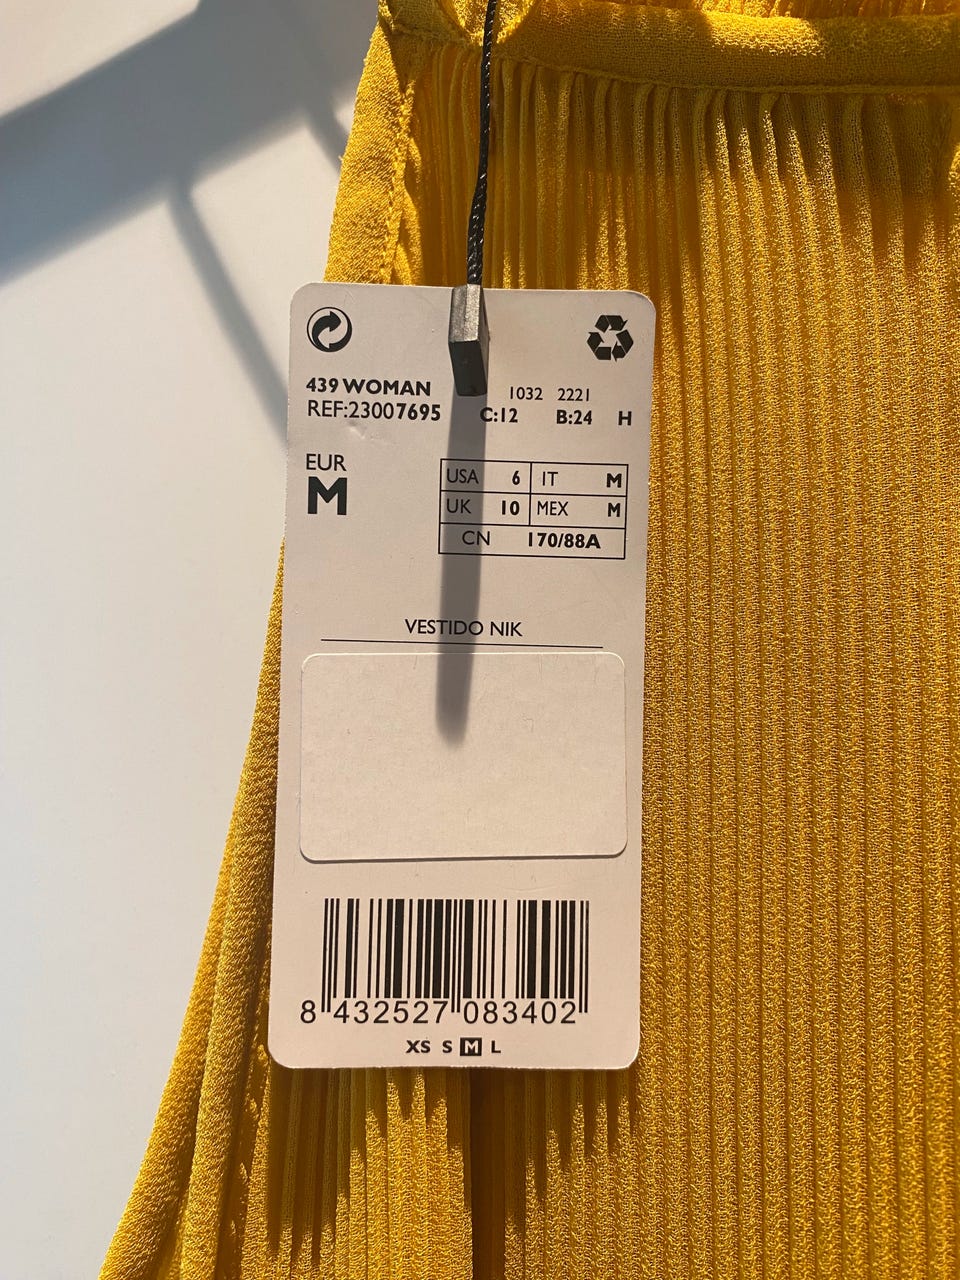 439 WOMAN 1032 2221
REF:23007695 C:12 B:24 H
EUR
M
USA 6 IT M
UK 10 MEX M
CN 170/88A
VESTIDO NIK
8 432527 083402
XS S M L